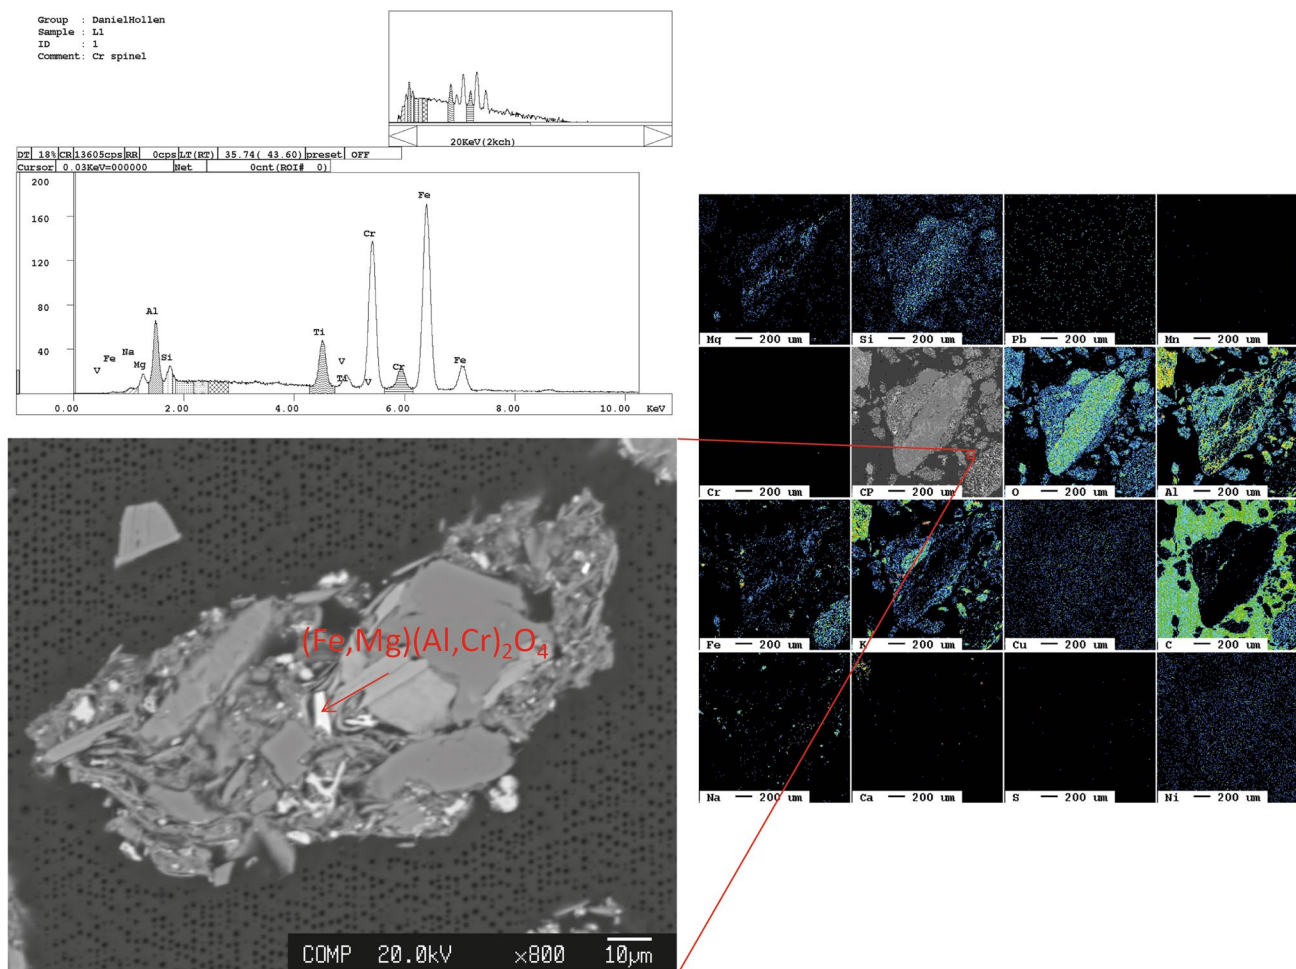 Group : DanielHollen
Sample : L1
ID : 1
Comment: Cr spinel
20KeV(2kch)
DT 18% CR 13605cps RR 0cps LT(RT) 35.74( 43.60) preset OFF
Cursor 0.03KeV=000000 Net 0cnt(ROI# 0)
200
160
120
80
40
Fe
Na
Mg
Al
Si
Ti
Ti
Cr
Cr
Fe
Fe
0.00 2.00 4.00 6.00 8.00 10.00 KeV
(Fe,Mg)(Al,Cr)2O4
COMP 20.0kV ×800 10μm
Mg 200 um Si 200 um Pb 200 um Mn 200 um
Cr 200 um CP 200 um O 200 um Al 200 um
Fe 200 um K 200 um Cu 200 um C 200 um
Na 200 um Ca 200 um S 200 um Ni 200 um